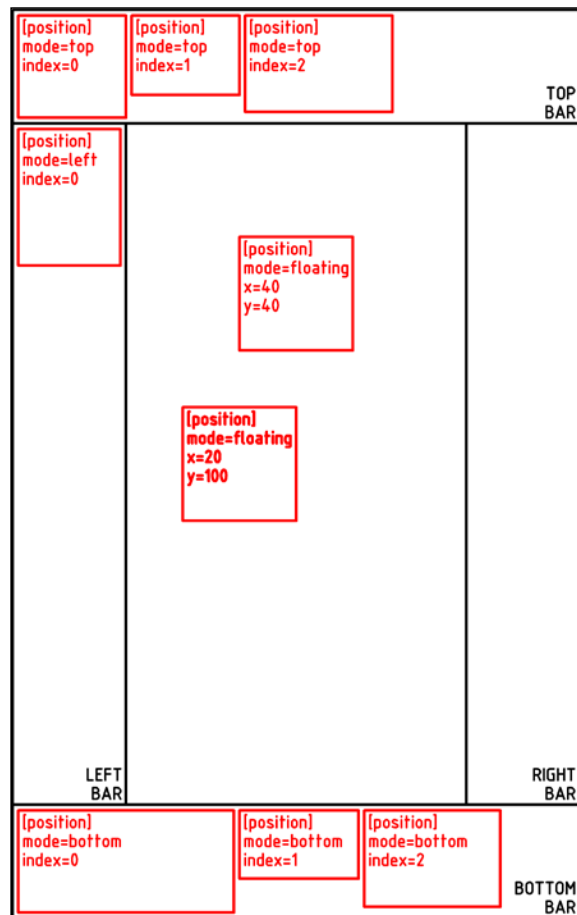 [position]
mode=top
index=0
[position]
mode=top
index=1
[position]
mode=top
index=2
TOP
BAR
[position]
mode=left
index=0
[position]
mode=floating
x=40
y=40
[position]
mode=floating
x=20
y=100
LEFT
BAR
RIGHT
BAR
[position]
mode=bottom
index=0
[position]
mode=bottom
index=1
[position]
mode=bottom
index=2
BOTTOM
BAR